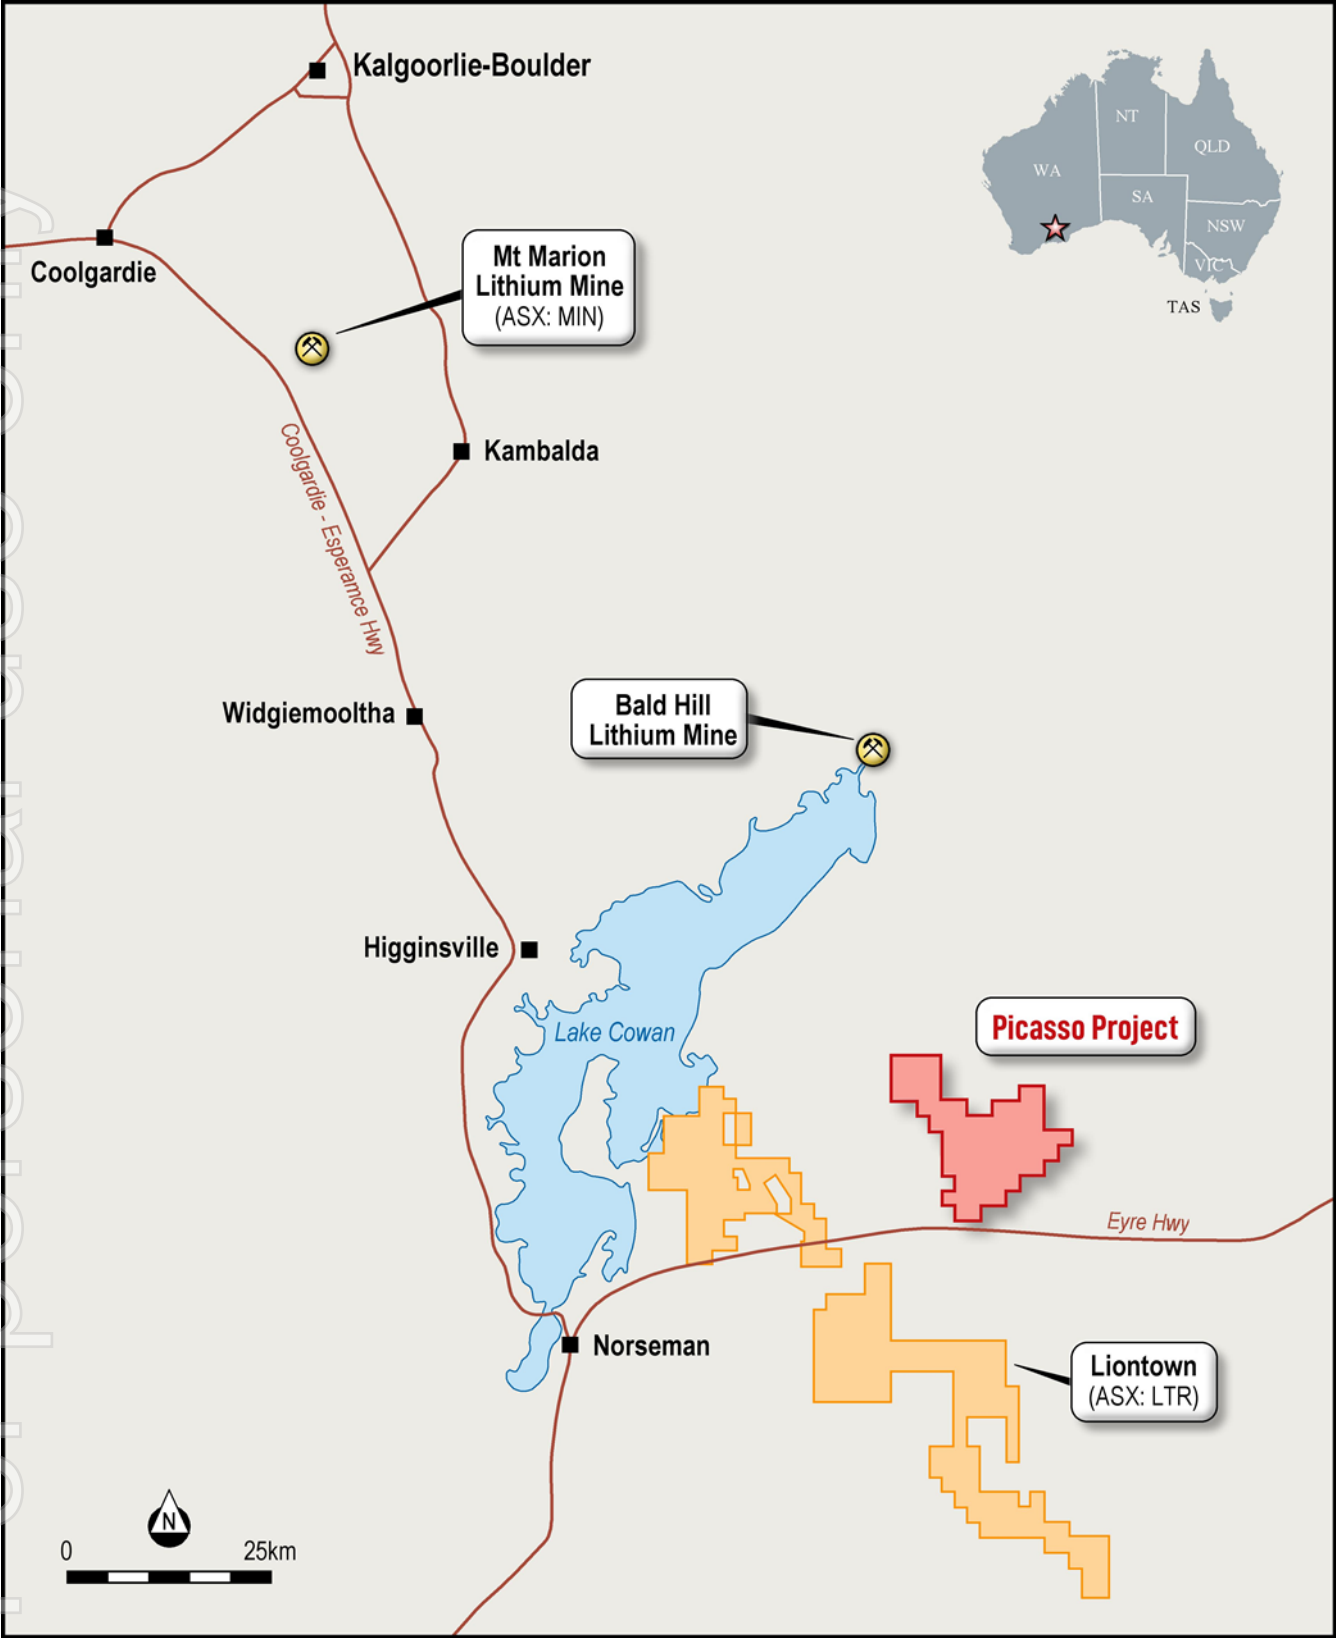 Kalgoorlie-Boulder
NT
QLD
WA
SA
NSW
VIC
TAS
Coolgardie
Mt Marion
Lithium Mine
(ASX: MIN)
Kambalda
Coolgardie - Esperamce Hwy
Widgiemooltha
Bald Hill
Lithium Mine
Higginsville
Lake Cowan
Picasso Project
Eyre Hwy
Norseman
Liontown
(ASX: LTR)
N
0 25km